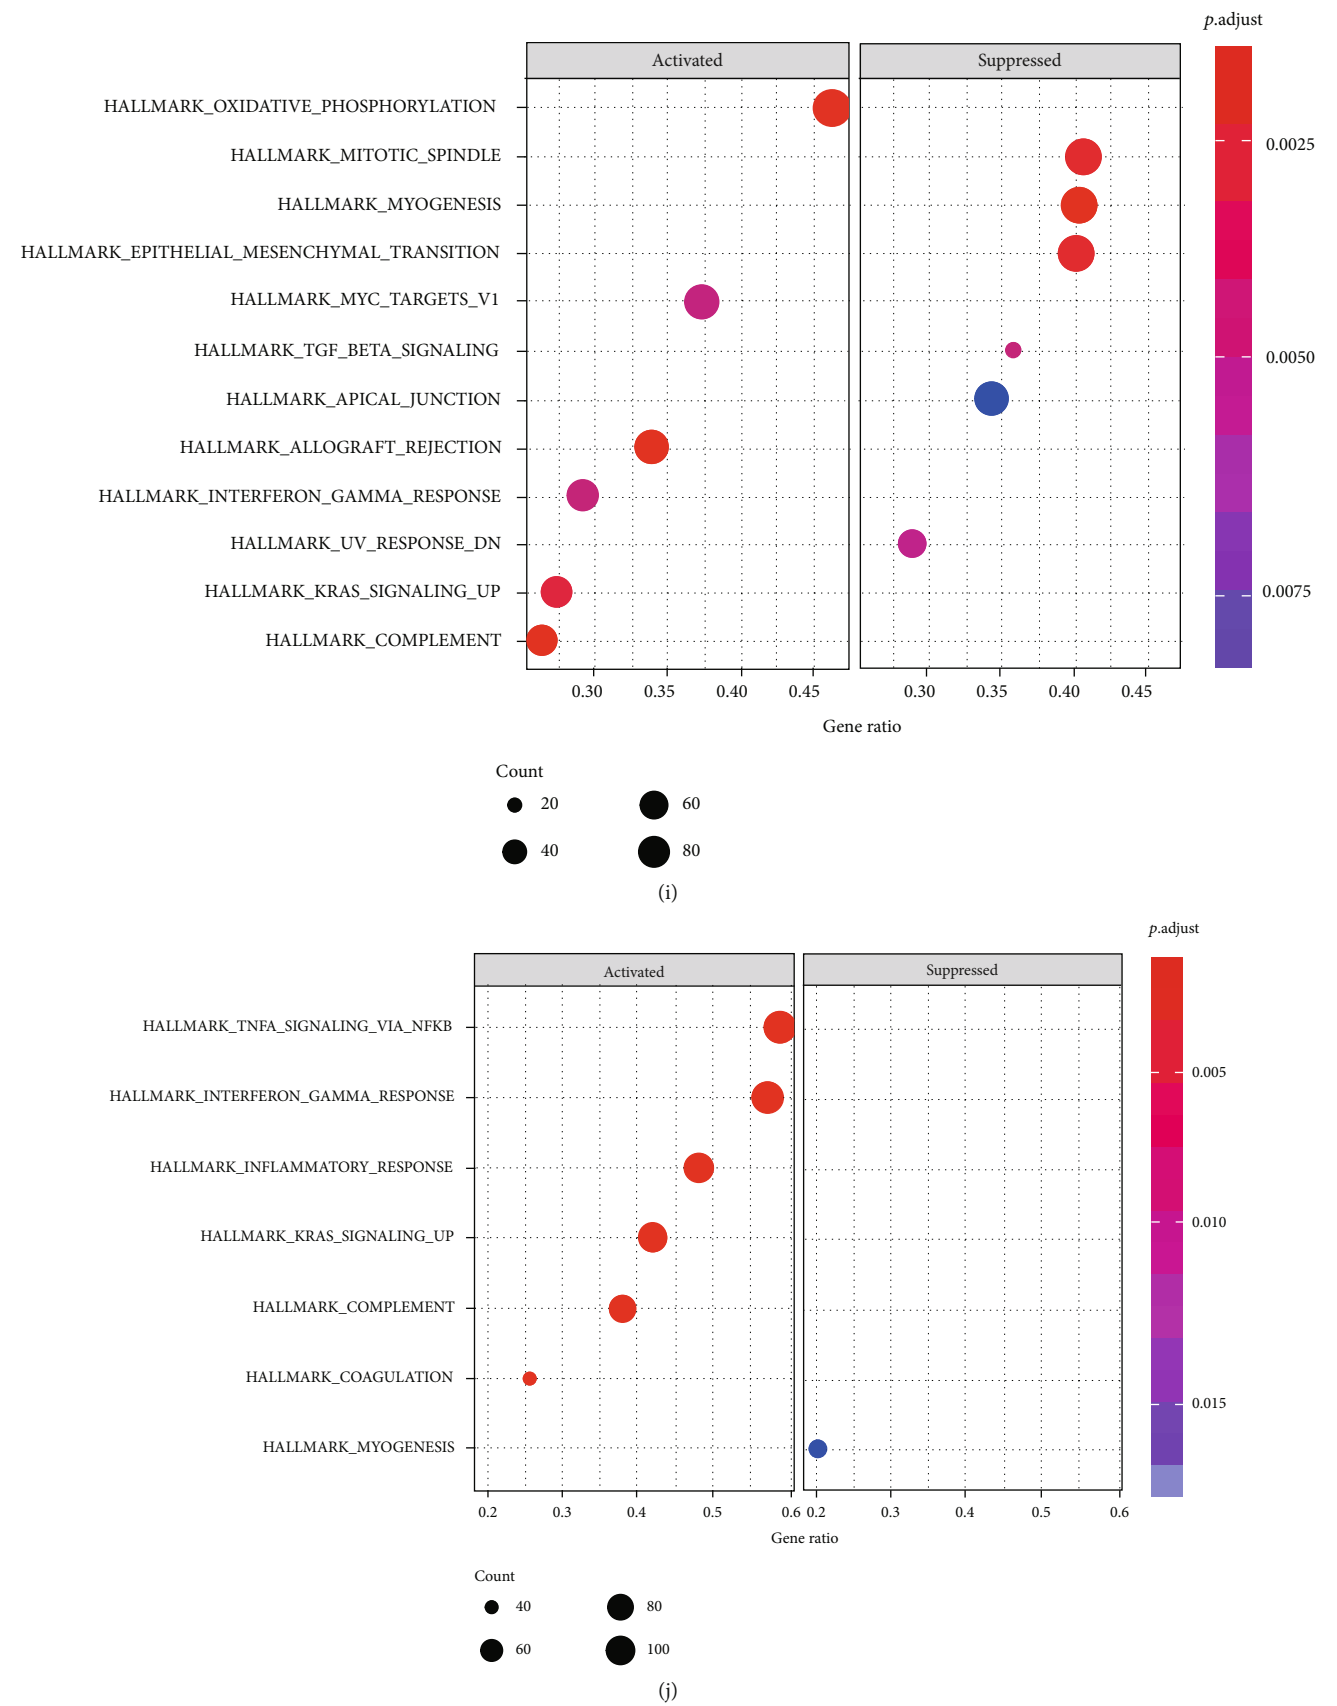 p.adjust
Activated
Suppressed
HALLMARK_OXIDATIVE_PHOSPHORYLATION
HALLMARK_MITOTIC_SPINDLE
HALLMARK_MYOGENESIS
HALLMARK_EPITHELIAL_MESENCHYMAL_TRANSITION
HALLMARK_MYC_TARGETS_V1
HALLMARK_TGF_BETA_SIGNALING
HALLMARK_APICAL_JUNCTION
HALLMARK_ALLOGRAFT_REJECTION
HALLMARK_INTERFERON_GAMMA_RESPONSE
HALLMARK_UV_RESPONSE_DN
HALLMARK_KRAS_SIGNALING_UP
HALLMARK_COMPLEMENT
0.0025
0.0050
0.0075
0.30 0.35 0.40 0.45
0.30 0.35 0.40 0.45
Gene ratio
Count
20 60
40 80
(i)
p.adjust
Activated
Suppressed
HALLMARK_TNFA_SIGNALING_VIA_NFKB
HALLMARK_INTERFERON_GAMMA_RESPONSE
HALLMARK_INFLAMMATORY_RESPONSE
HALLMARK_KRAS_SIGNALING_UP
HALLMARK_COMPLEMENT
HALLMARK_COAGULATION
HALLMARK_MYOGENESIS
0.005
0.010
0.015
0.2 0.3 0.4 0.5 0.6
0.2 0.3 0.4 0.5 0.6
Gene ratio
Count
40 80
60 100
(j)